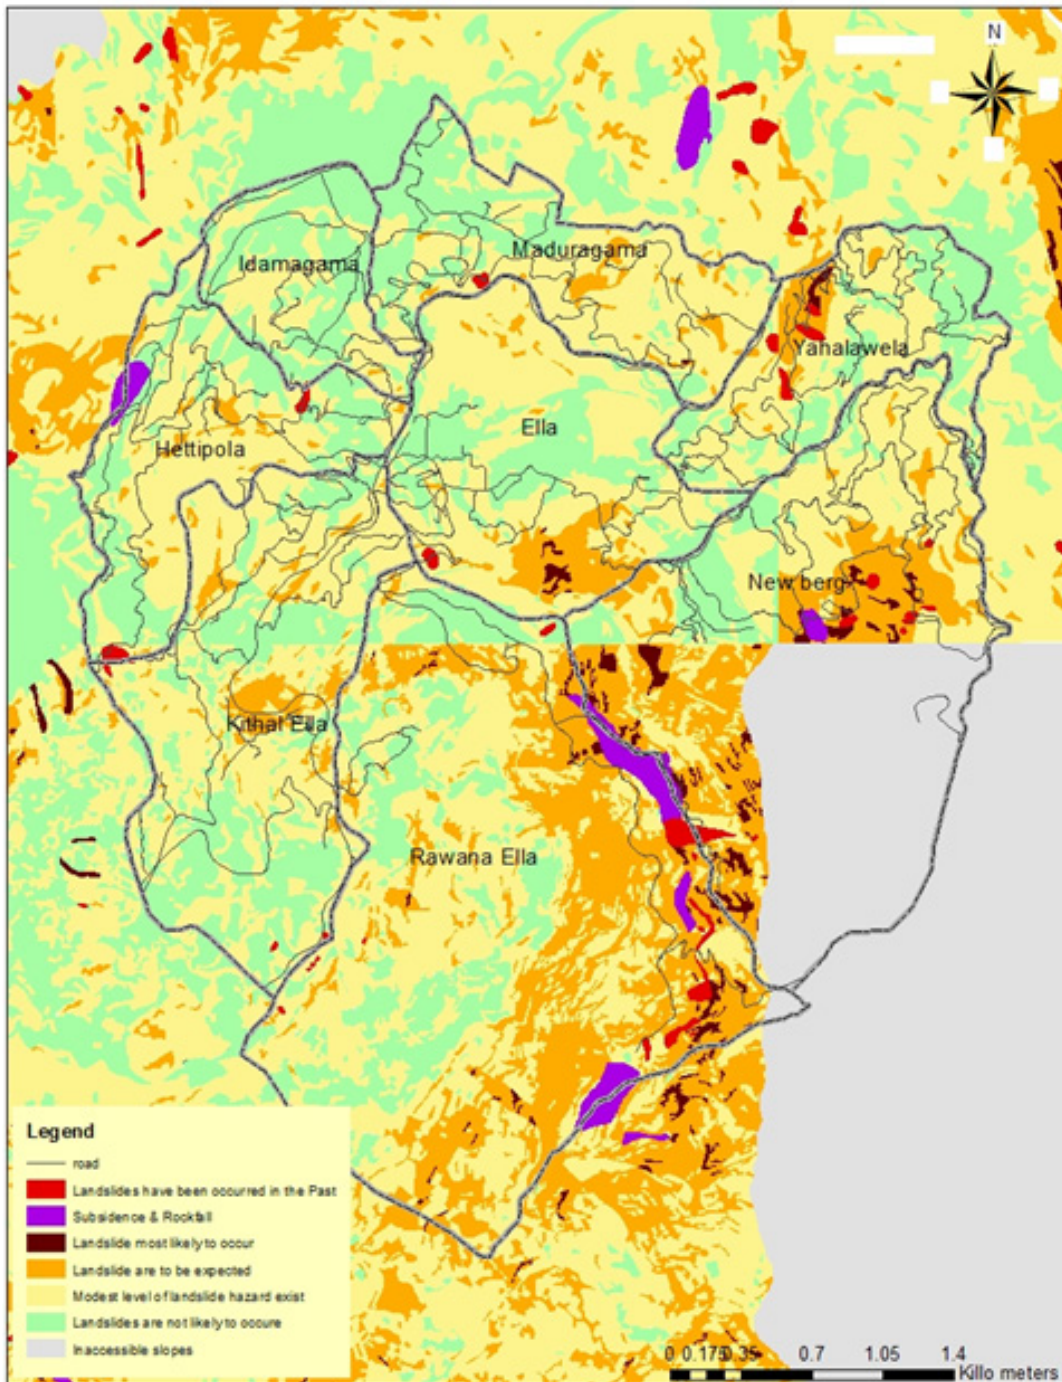 N
Maduragama
Idamagama
Yahalawela
Ella
Hettipola
New berg
Kithal Ella
Rawana Ella
Legend
road
Landslides have been occurred in the Past
Subsidence & Rockfall
Landslide most likely to occur
Landslide are to be expected
Modest level of landslide hazard exist
Landslides are not likely to occure
Inaccessible slopes
0 0.175 0.35 0.7 1.05 1.4
Killo meters